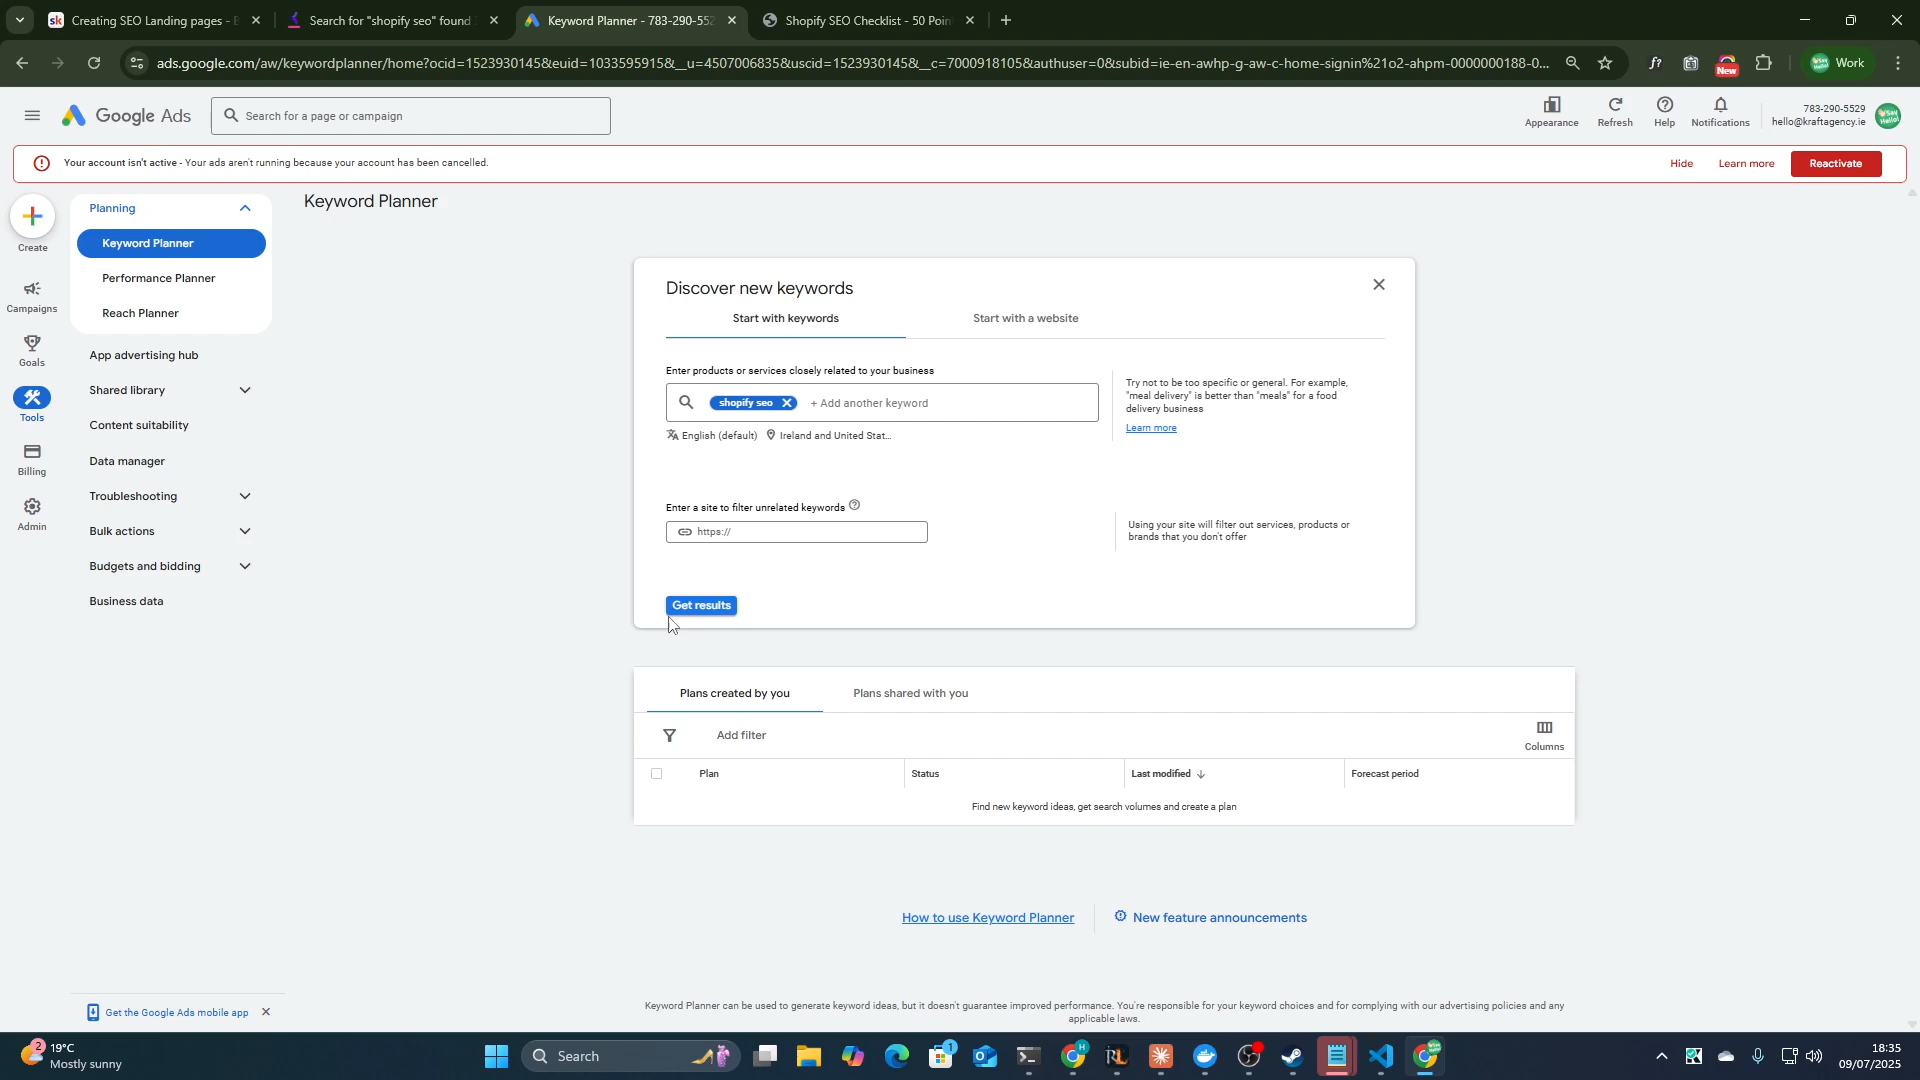 Creating SEO Landing pages - B
Search for "shopify seo" found
Keyword Planner - 783-290-552
Shopify SEO Checklist - 50 Poin
ads.google.com/aw/keywordplanner/home?ocid=1523930145&euid=1033595915&__u=4507006835&uscid=1523930145&__c=7000918105&authuser=0&subid=ie-en-awhp-g-aw-c-home-signin%21o2-ahpm-0000000188-0...
New
Work
Google Ads
Search for a page or campaign
Appearance
Refresh
Help
Notifications
783-290-5529
hello@kraftagency.ie
Your account isn't active - Your ads aren't running because your account has been cancelled.
Hide
Learn more
Reactivate
Create
Campaigns
Goals
Tools
Billing
Admin
Planning
Keyword Planner
Performance Planner
Reach Planner
App advertising hub
Shared library
Content suitability
Data manager
Troubleshooting
Bulk actions
Budgets and bidding
Business data
Get the Google Ads mobile app
Keyword Planner
Discover new keywords
Start with keywords
Start with a website
Enter products or services closely related to your business
shopify seo
+ Add another keyword
English (default)
Ireland and United Stat...
Try not to be too specific or general. For example,
"meal delivery" is better than "meals" for a food
delivery business
Learn more
Enter a site to filter unrelated keywords
https://
Using your site will filter out services, products or
brands that you don't offer
Get results
Plans created by you
Plans shared with you
Add filter
Columns
Plan
Status
Last modified
Forecast period
Find new keyword ideas, get search volumes and create a plan
How to use Keyword Planner
New feature announcements
Keyword Planner can be used to generate keyword ideas, but it doesn't guarantee improved performance. You're responsible for your keyword choices and for complying with our advertising policies and any
applicable laws.
2
19°C
Mostly sunny
Search
1
H
18:35
09/07/2025